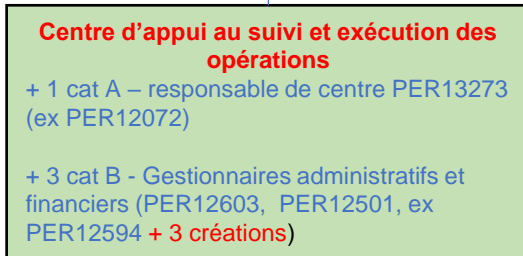 Centre d'appui au suivi et exécution des
opérations
+ 1 cat A – responsable de centre PER13273
(ex PER12072)
+ 3 cat B - Gestionnaires administratifs et
financiers (PER12603, PER12501, ex
PER12594 + 3 créations)